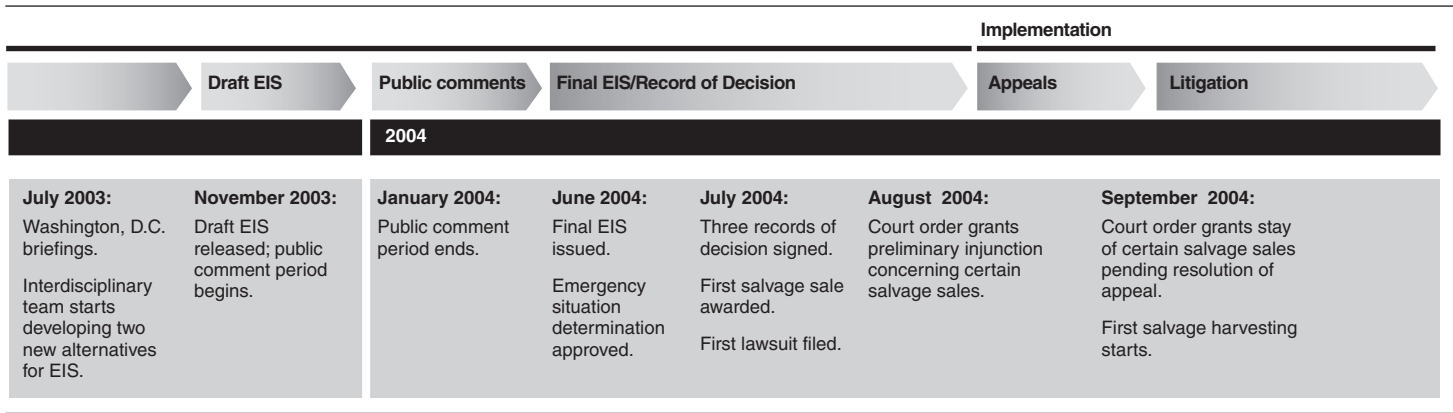 Implementation
Draft EIS
Public comments
Final EIS/Record of Decision
Appeals
Litigation
2004
July 2003:
Washington, D.C.
briefings.
Interdisciplinary
team starts
developing two
new alternatives
for EIS.
November 2003:
Draft EIS
released; public
comment period
begins.
January 2004:
Public comment
period ends.
June 2004:
Final EIS
issued.
Emergency
situation
determination
approved.
July 2004:
Three records of
decision signed.
First salvage sale
awarded.
First lawsuit filed.
August 2004:
Court order grants
preliminary injunction
concerning certain
salvage sales.
September 2004:
Court order grants stay
of certain salvage sales
pending resolution of
appeal.
First salvage harvesting
starts.